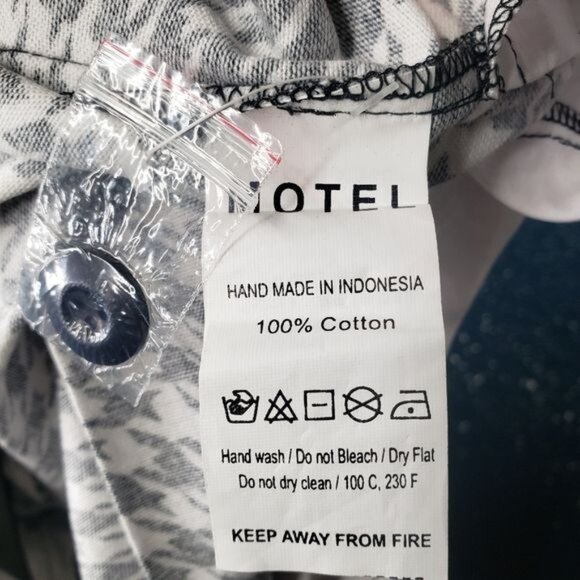 MOTEL
HAND MADE IN INDONESIA
100% Cotton
Hand wash / Do not Bleach / Dry Flat
Do not dry clean / 100 C, 230 F
KEEP AWAY FROM FIRE